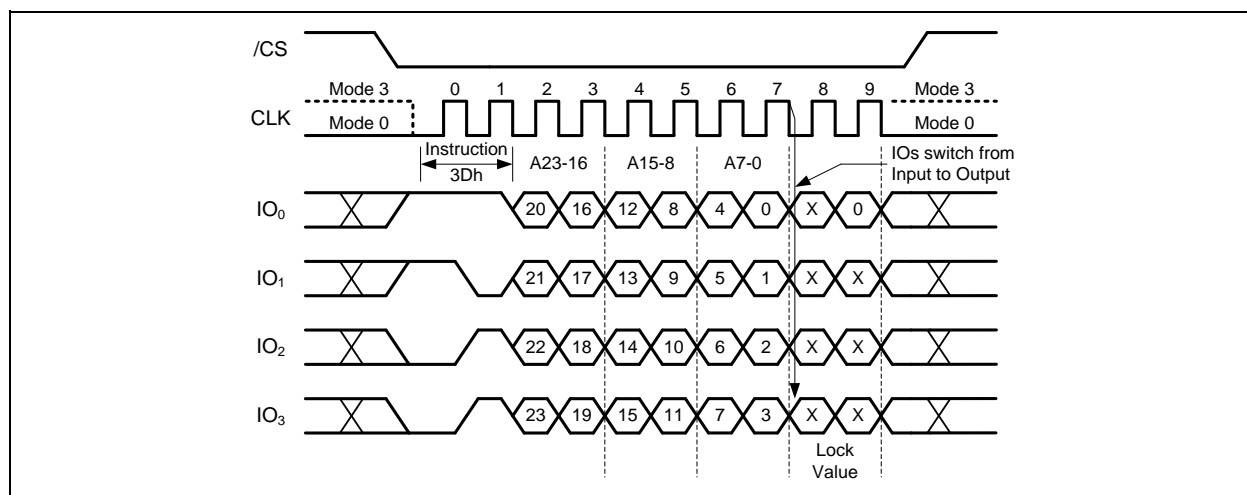 /CS
Mode 3 0 1 2 3 4 5 6 7 8 9 Mode 3
CLK
Mode 0 Mode 0
Instruction
3Dh
A23-16 A15-8 A7-0
IOs switch from
Input to Output
IO0 20 16 12 8 4 0 X 0
IO1 21 17 13 9 5 1 X X
IO2 22 18 14 10 6 2 X X
IO3 23 19 15 11 7 3 X X
Lock
Value